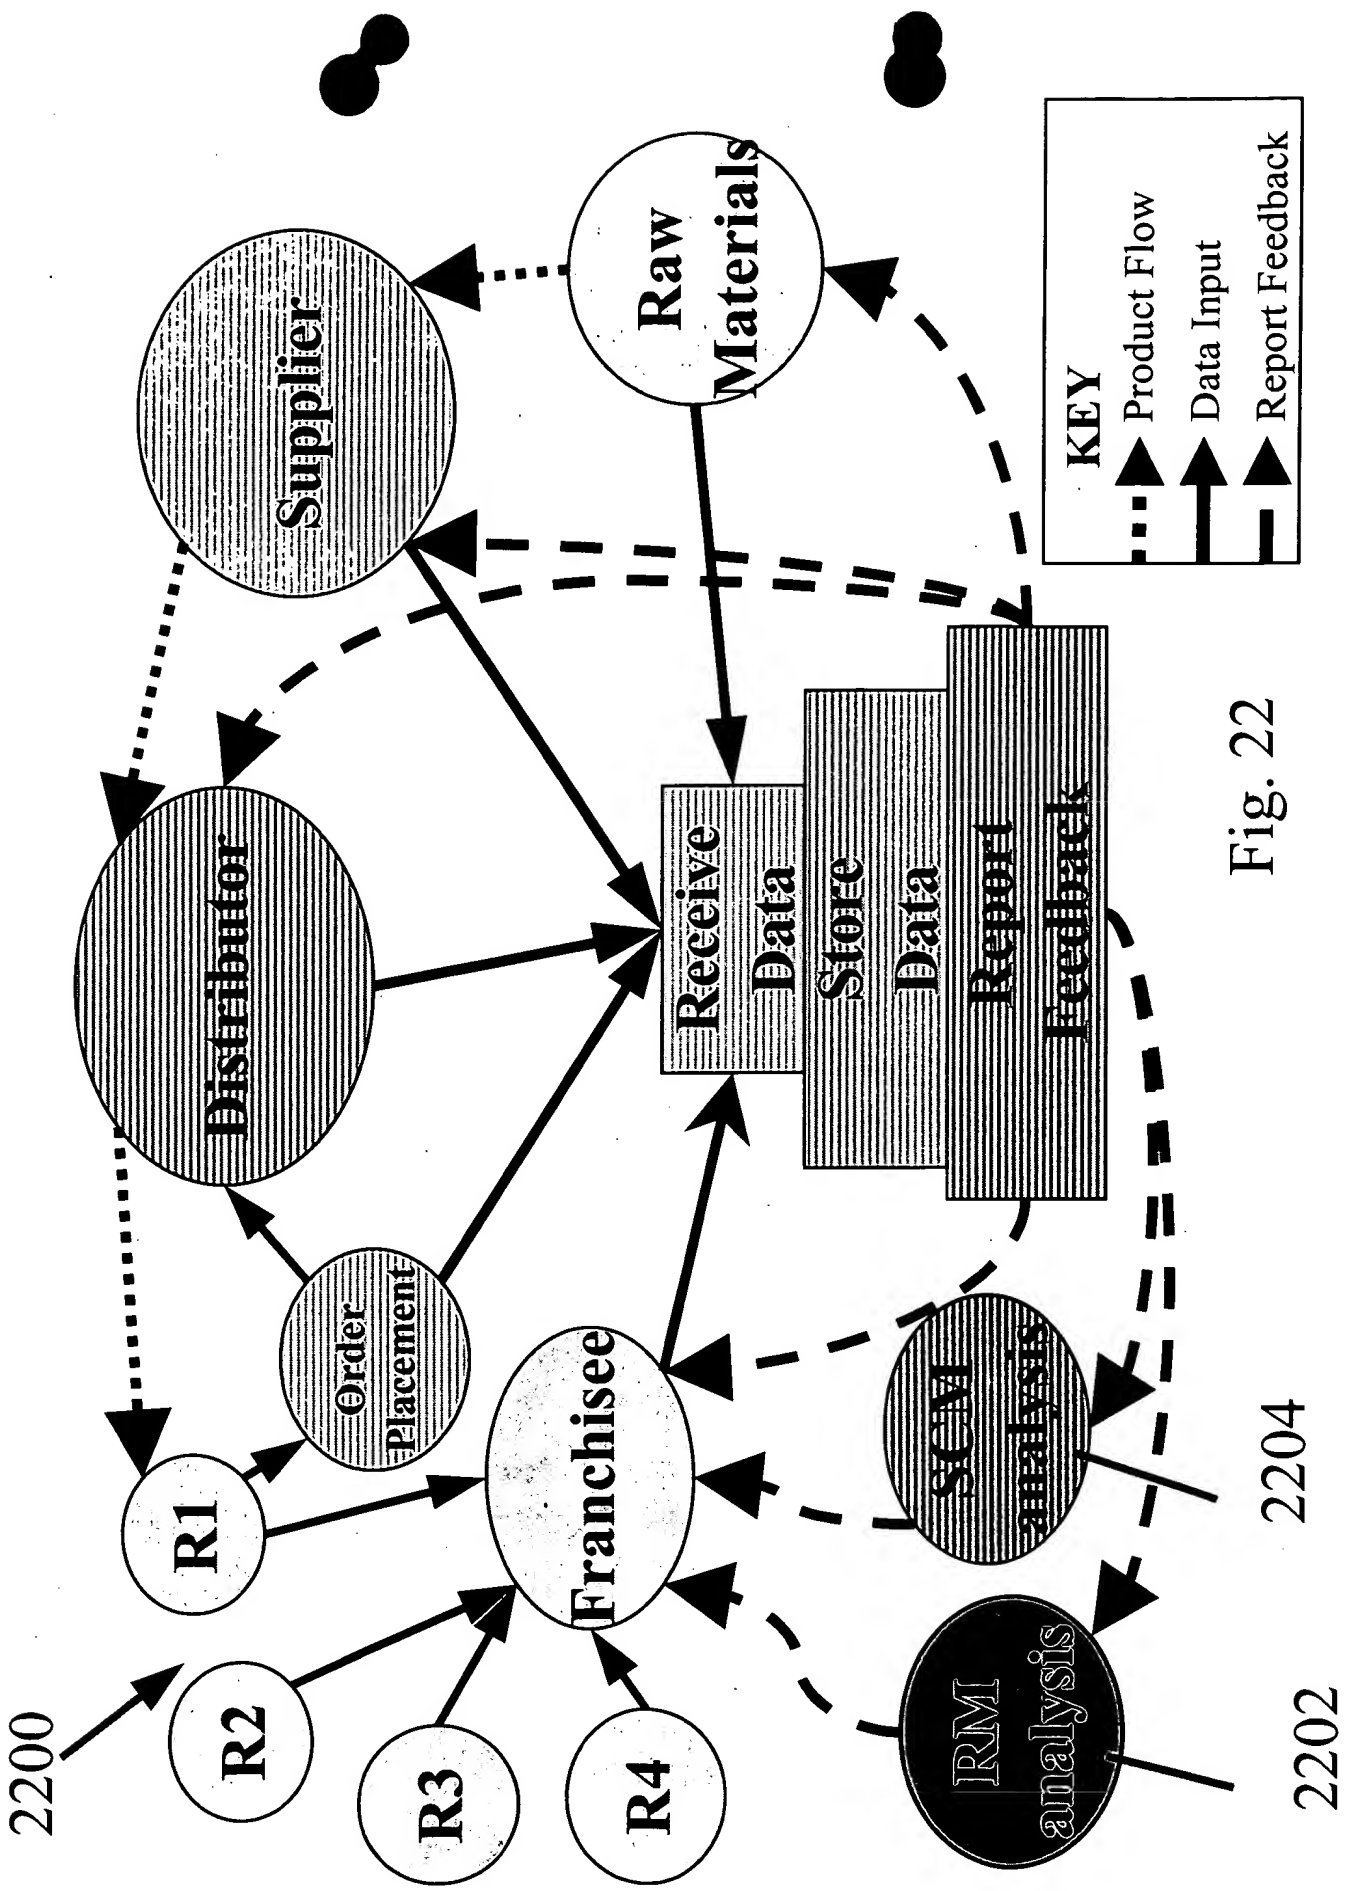 2200
R1
R2
R3
R4
Order
Placement
Distributor
Supplier
Franchisee
Receive
Data
Store
Data
Report
Feedback
Raw
Materials
RM
analysis
SCM
analysis
2202
2204
KEY
Product Flow
Data Input
Report Feedback
Fig. 22